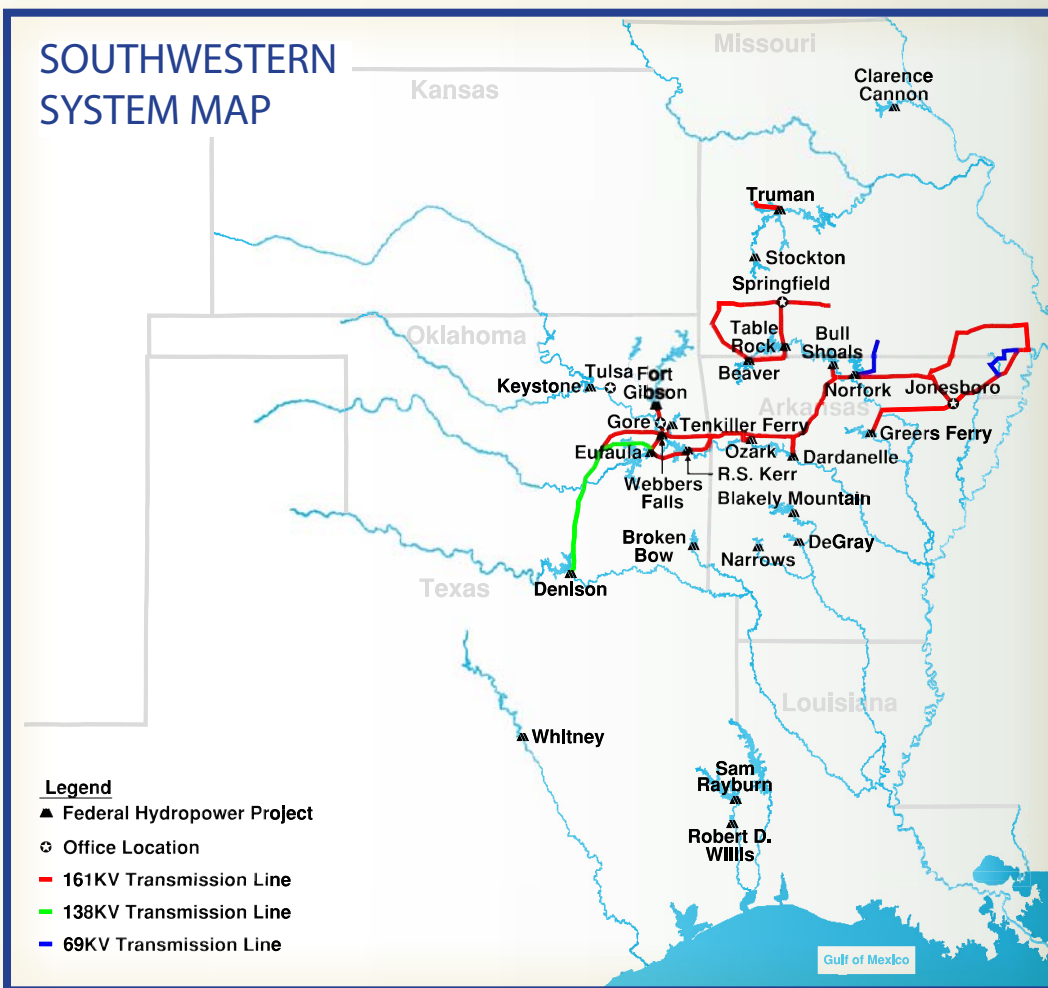 SOUTHWESTERN
SYSTEM MAP
Missouri
Kansas
Clarence
Cannon
Truman
Stockton
Springfield
Oklahoma
Table
Rock
Bull
Shoals
Beaver
Norfork
Jonesboro
Tulsa
Fort
Gibson
Keystone
Arkansas
Gore
Tenkiller Ferry
Greers Ferry
Eufaula
Ozark
Dardanelle
R.S. Kerr
Webbers
Falls
Blakely Mountain
Broken
Bow
DeGray
Narrows
Texas
Denison
Louisiana
Whitney
Sam
Rayburn
Robert D.
Willis
Legend
Federal Hydropower Project
Office Location
161KV Transmission Line
138KV Transmission Line
69KV Transmission Line
Gulf of Mexico